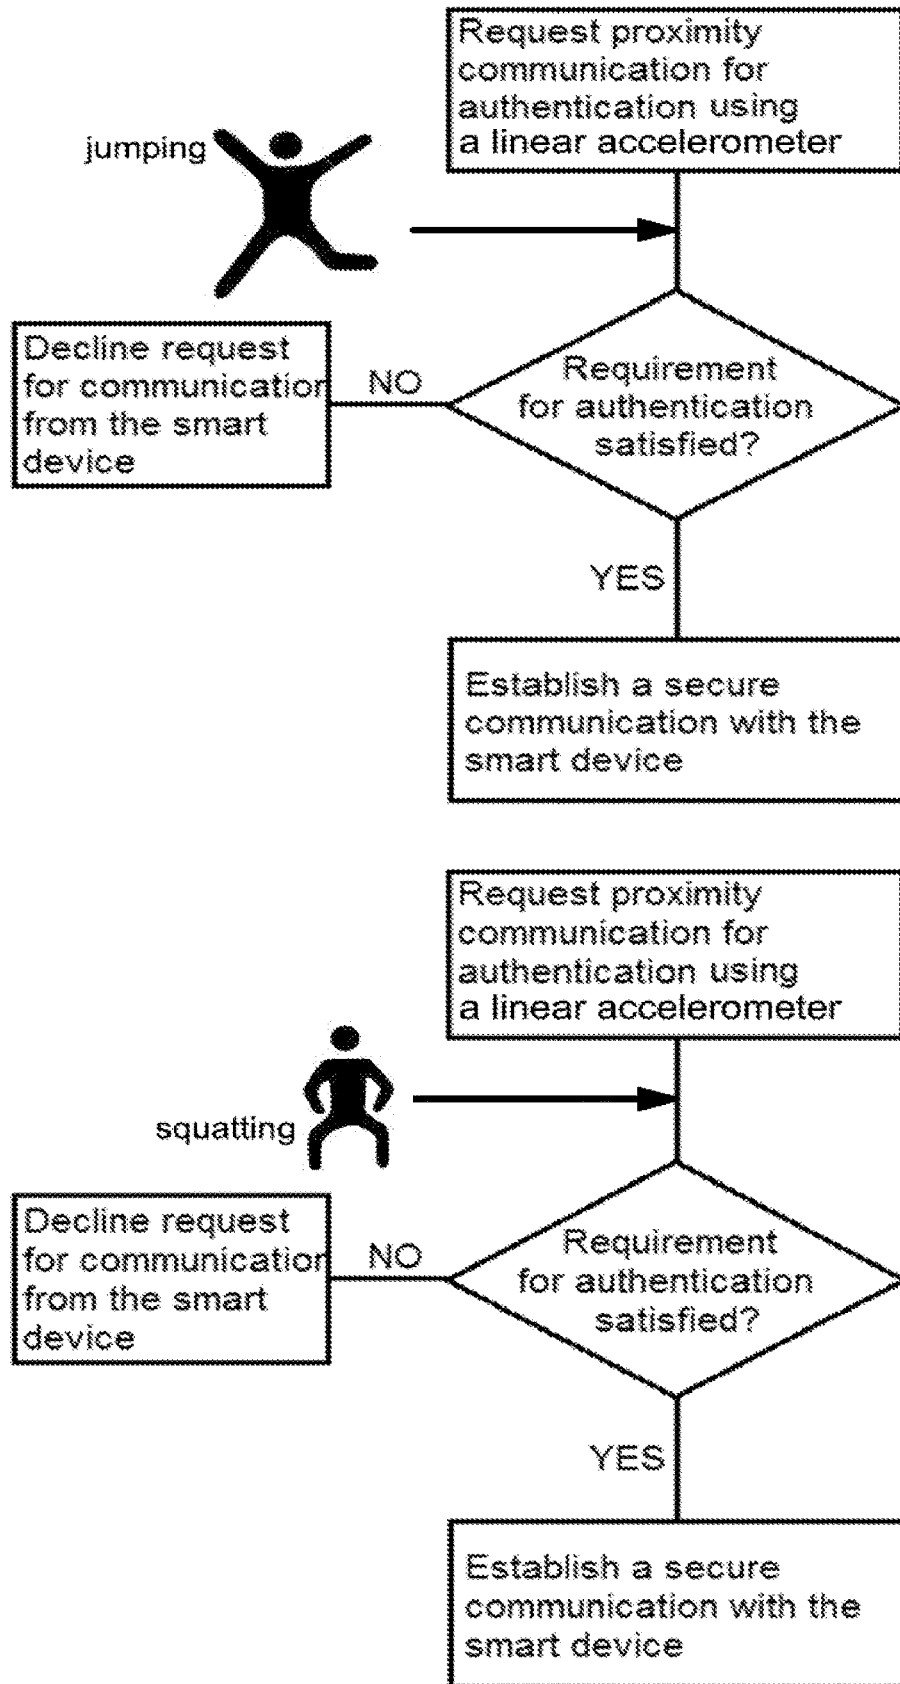 Request proximity
communication for
authentication using
a linear accelerometer
jumping
Decline request
for communication
from the smart
device
NO
Requirement
for authentication
satisfied?
YES
Establish a secure
communication with the
smart device
Request proximity
communication for
authentication using
a linear accelerometer
squatting
Decline request
for communication
from the smart
device
NO
Requirement
for authentication
satisfied?
YES
Establish a secure
communication with the
smart device